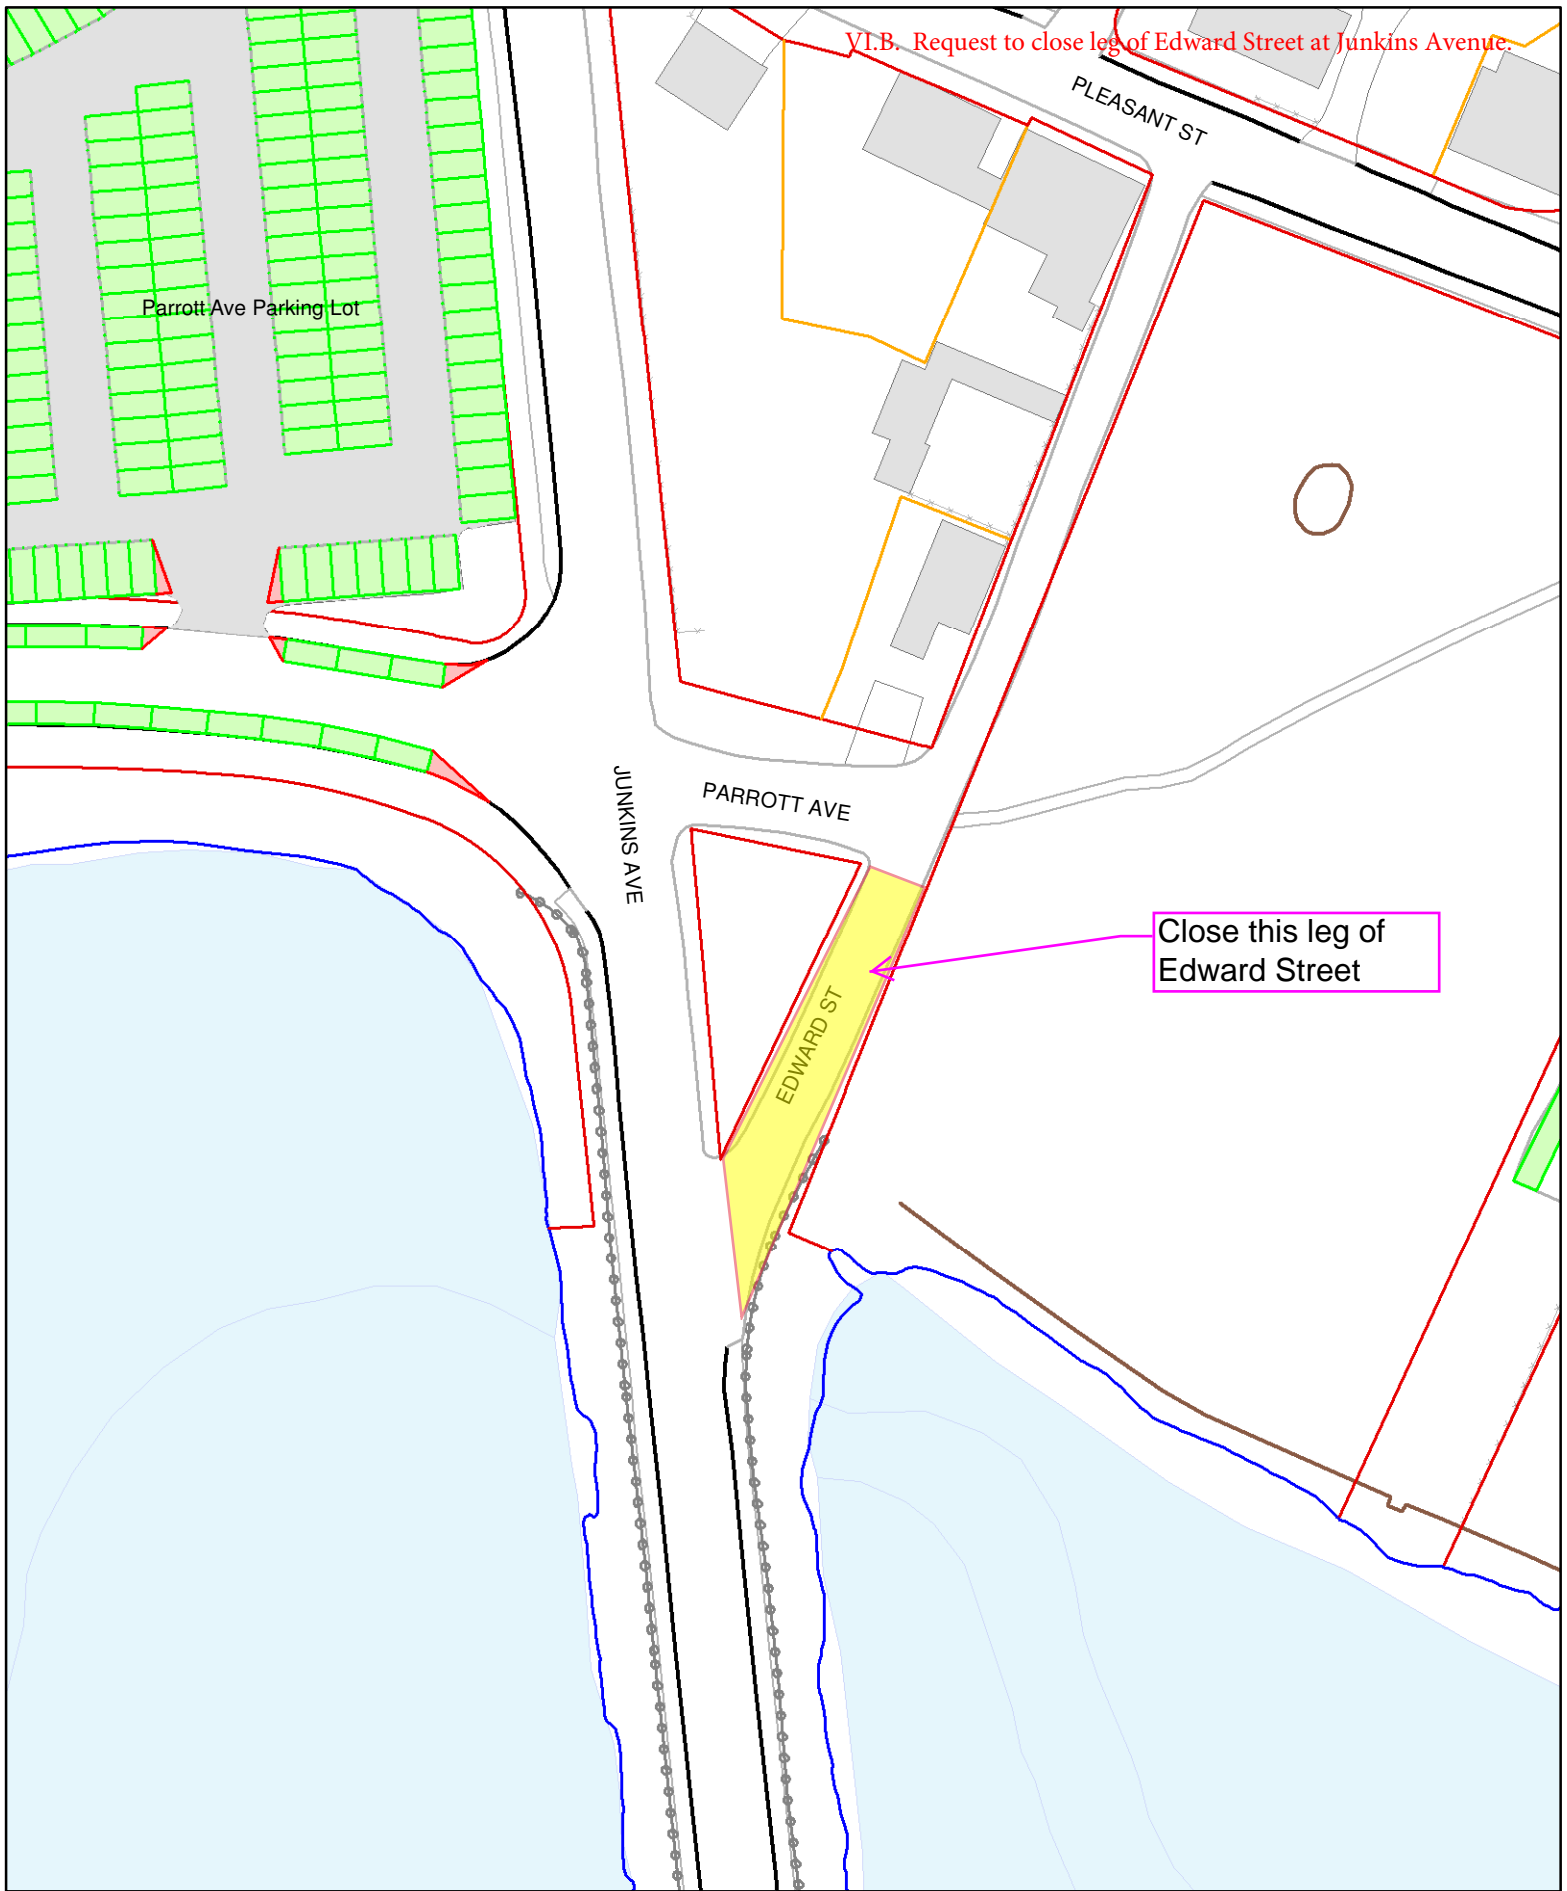 VI.B. Request to close leg of Edward Street at Junkins Avenue.
PLEASANT ST
Parrott Ave Parking Lot
JUNKINS AVE
PARROTT AVE
Close this leg of
Edward Street
EDWARD ST